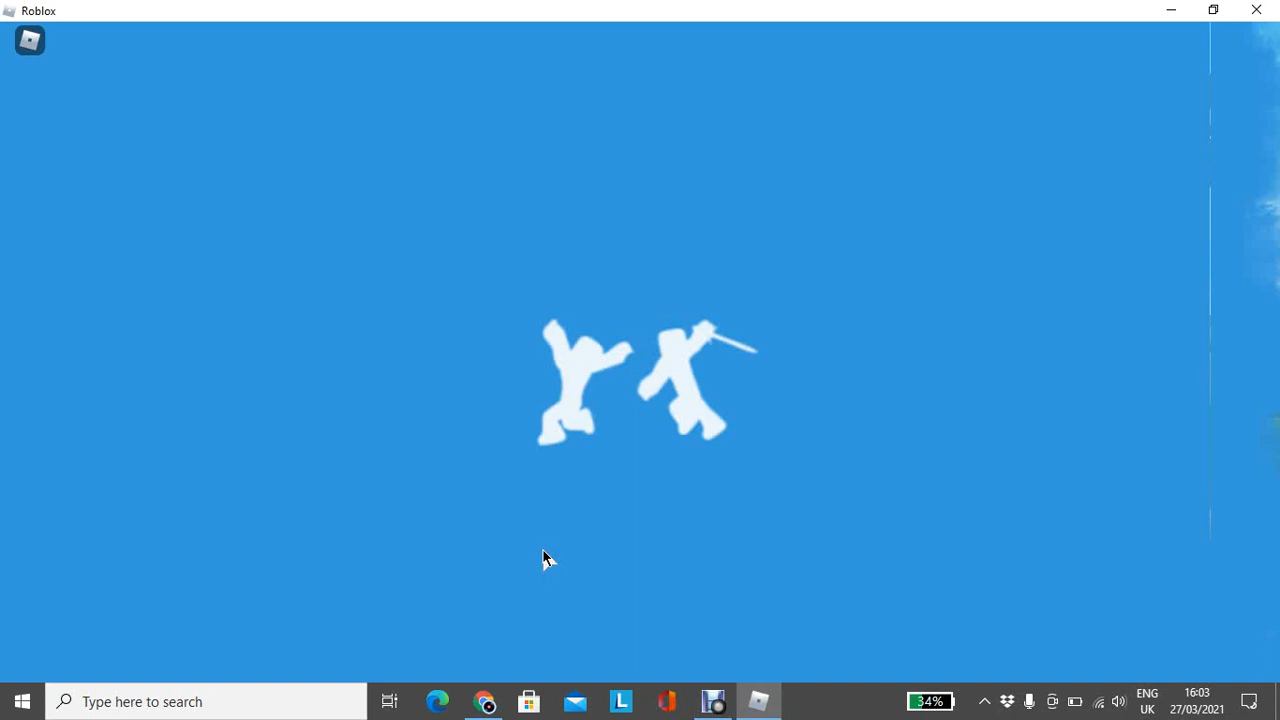 Roblox
Type here to search
L
34%
ENG
UK
16:03
27/03/2021